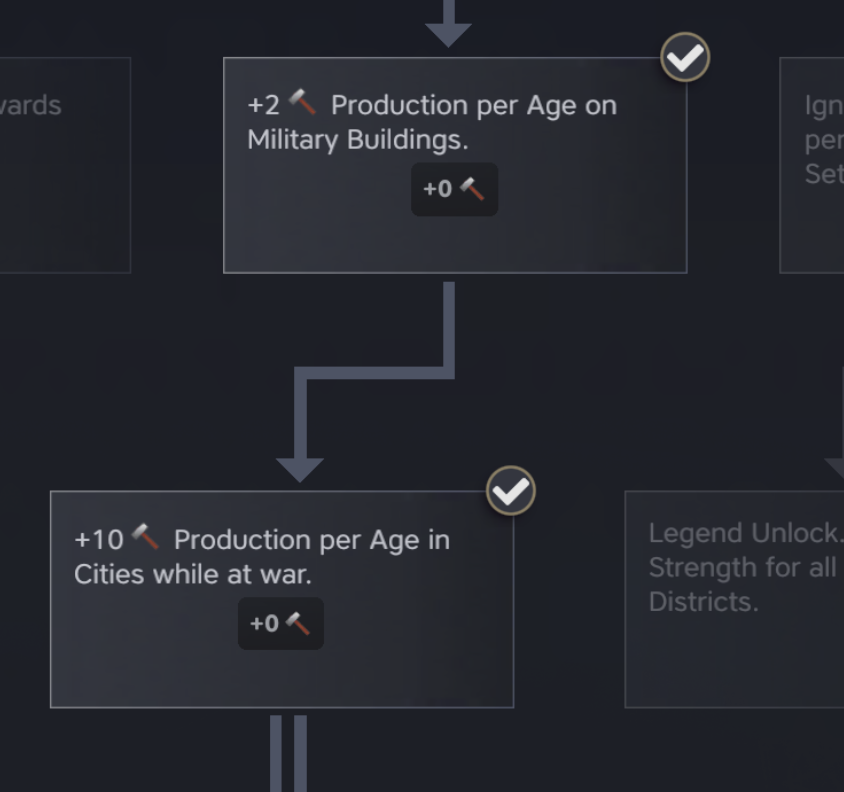 +2 Production per Age on
Military Buildings.
+0
Ign
per
Set
+10 Production per Age in
Cities while at war.
+0
Legend Unlock.
Strength for all
Districts.